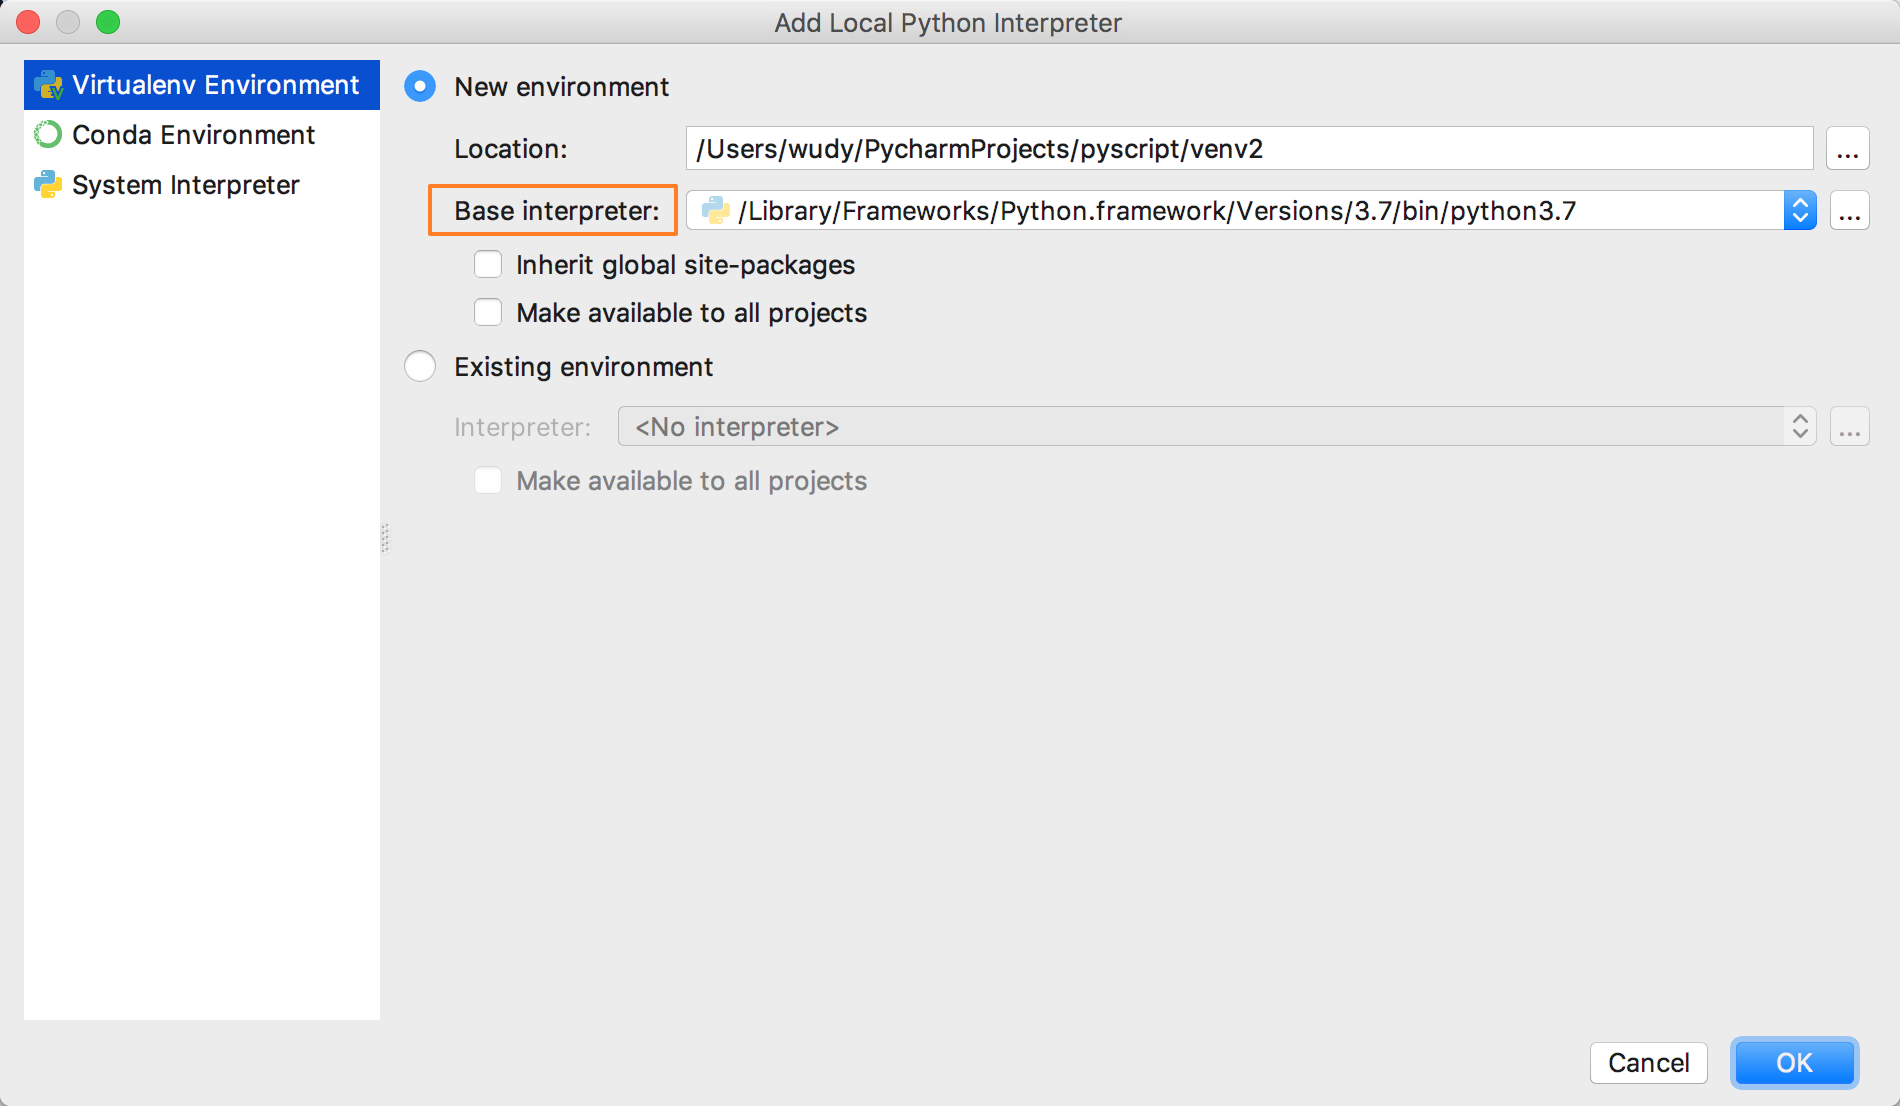 Add Local Python Interpreter
Virtualenv Environment
Conda Environment
System Interpreter
New environment
Location: /Users/wudy/PycharmProjects/pyscript/venv2 ...
Base interpreter: /Library/Frameworks/Python.framework/Versions/3.7/bin/python3.7 ...
Inherit global site-packages
Make available to all projects
Existing environment
Interpreter: <No interpreter> ...
Make available to all projects
Cancel OK